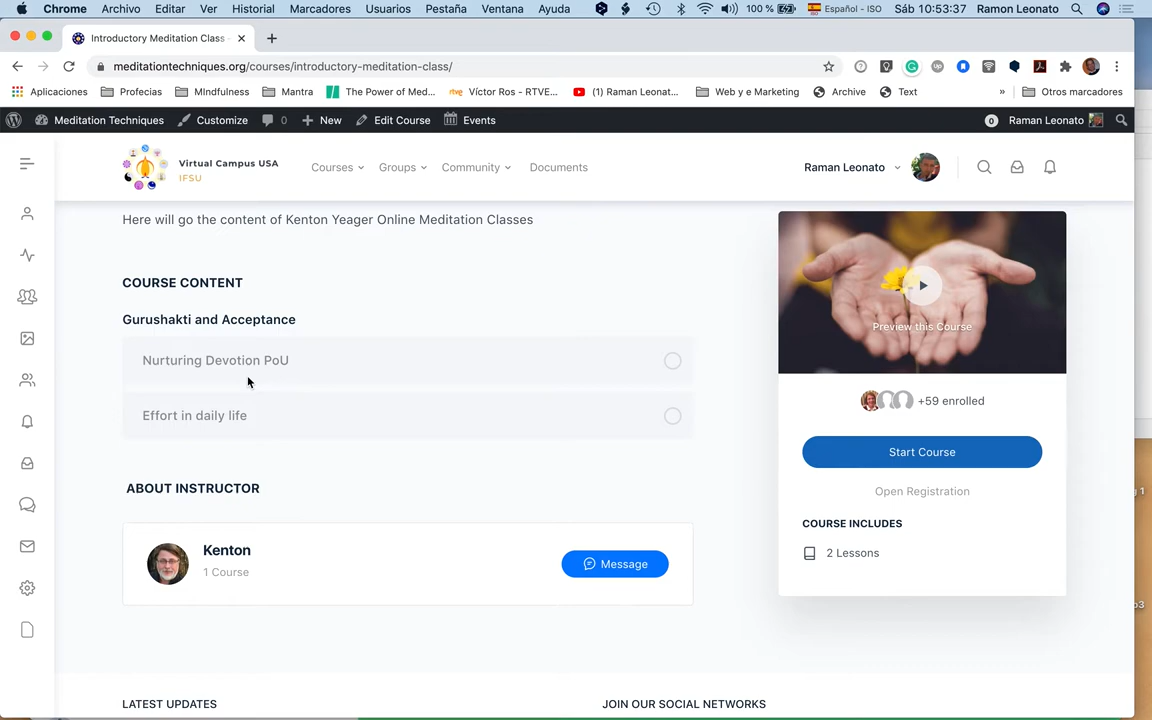 Chrome Archivo Editar Ver Historial Marcadores Usuarios Pestaña Ventana Ayuda 100 % Español - ISO Sáb 10:53:37 Ramon Leonato
Introductory Meditation Class -
meditationtechniques.org/courses/introductory-meditation-class/
Aplicaciones Profecias MIndfulness Mantra The Power of Med... rtve Víctor Ros - RTVE... (1) Raman Leonat... Web y e Marketing Archive Text » Otros marcadores
Meditation Techniques Customize 0 New Edit Course Events 0 Raman Leonato
Virtual Campus USA
IFSU
Courses Groups Community Documents Raman Leonato
Here will go the content of Kenton Yeager Online Meditation Classes
COURSE CONTENT
Gurushakti and Acceptance
Nurturing Devotion PoU
Effort in daily life
ABOUT INSTRUCTOR
Kenton
1 Course
Message
Preview this Course
+59 enrolled
Start Course
Open Registration
COURSE INCLUDES
2 Lessons
LATEST UPDATES
JOIN OUR SOCIAL NETWORKS